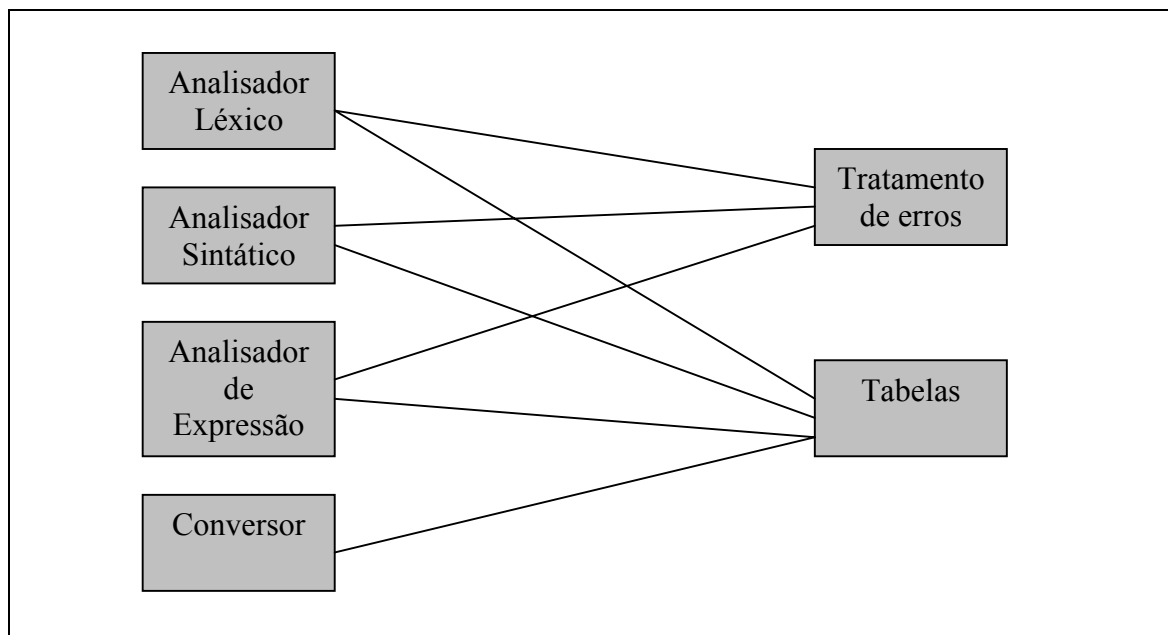 Analisador
Léxico
Analisador
Sintático
Analisador
de
Expressão
Conversor
Tratamento
de erros
Tabelas